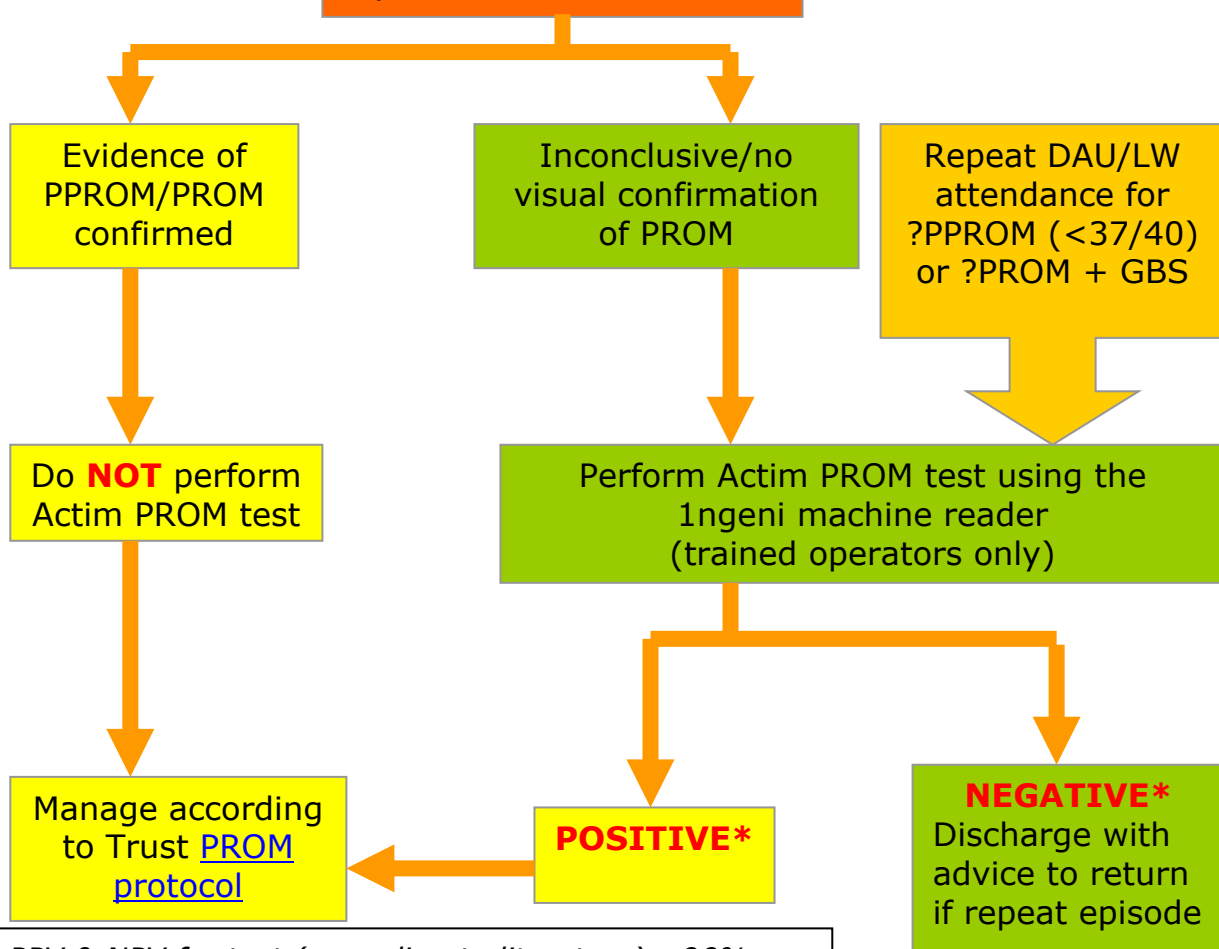 Evidence of
PPROM/PROM
confirmed
Inconclusive/no
visual confirmation
of PROM
Repeat DAU/LW
attendance for
?PPROM (<37/40)
or ?PROM + GBS
Do NOT perform
Actim PROM test
Perform Actim PROM test using the
1ngeni machine reader
(trained operators only)
Manage according
to Trust PROM
protocol
POSITIVE*
NEGATIVE*
Discharge with
advice to return
if repeat episode